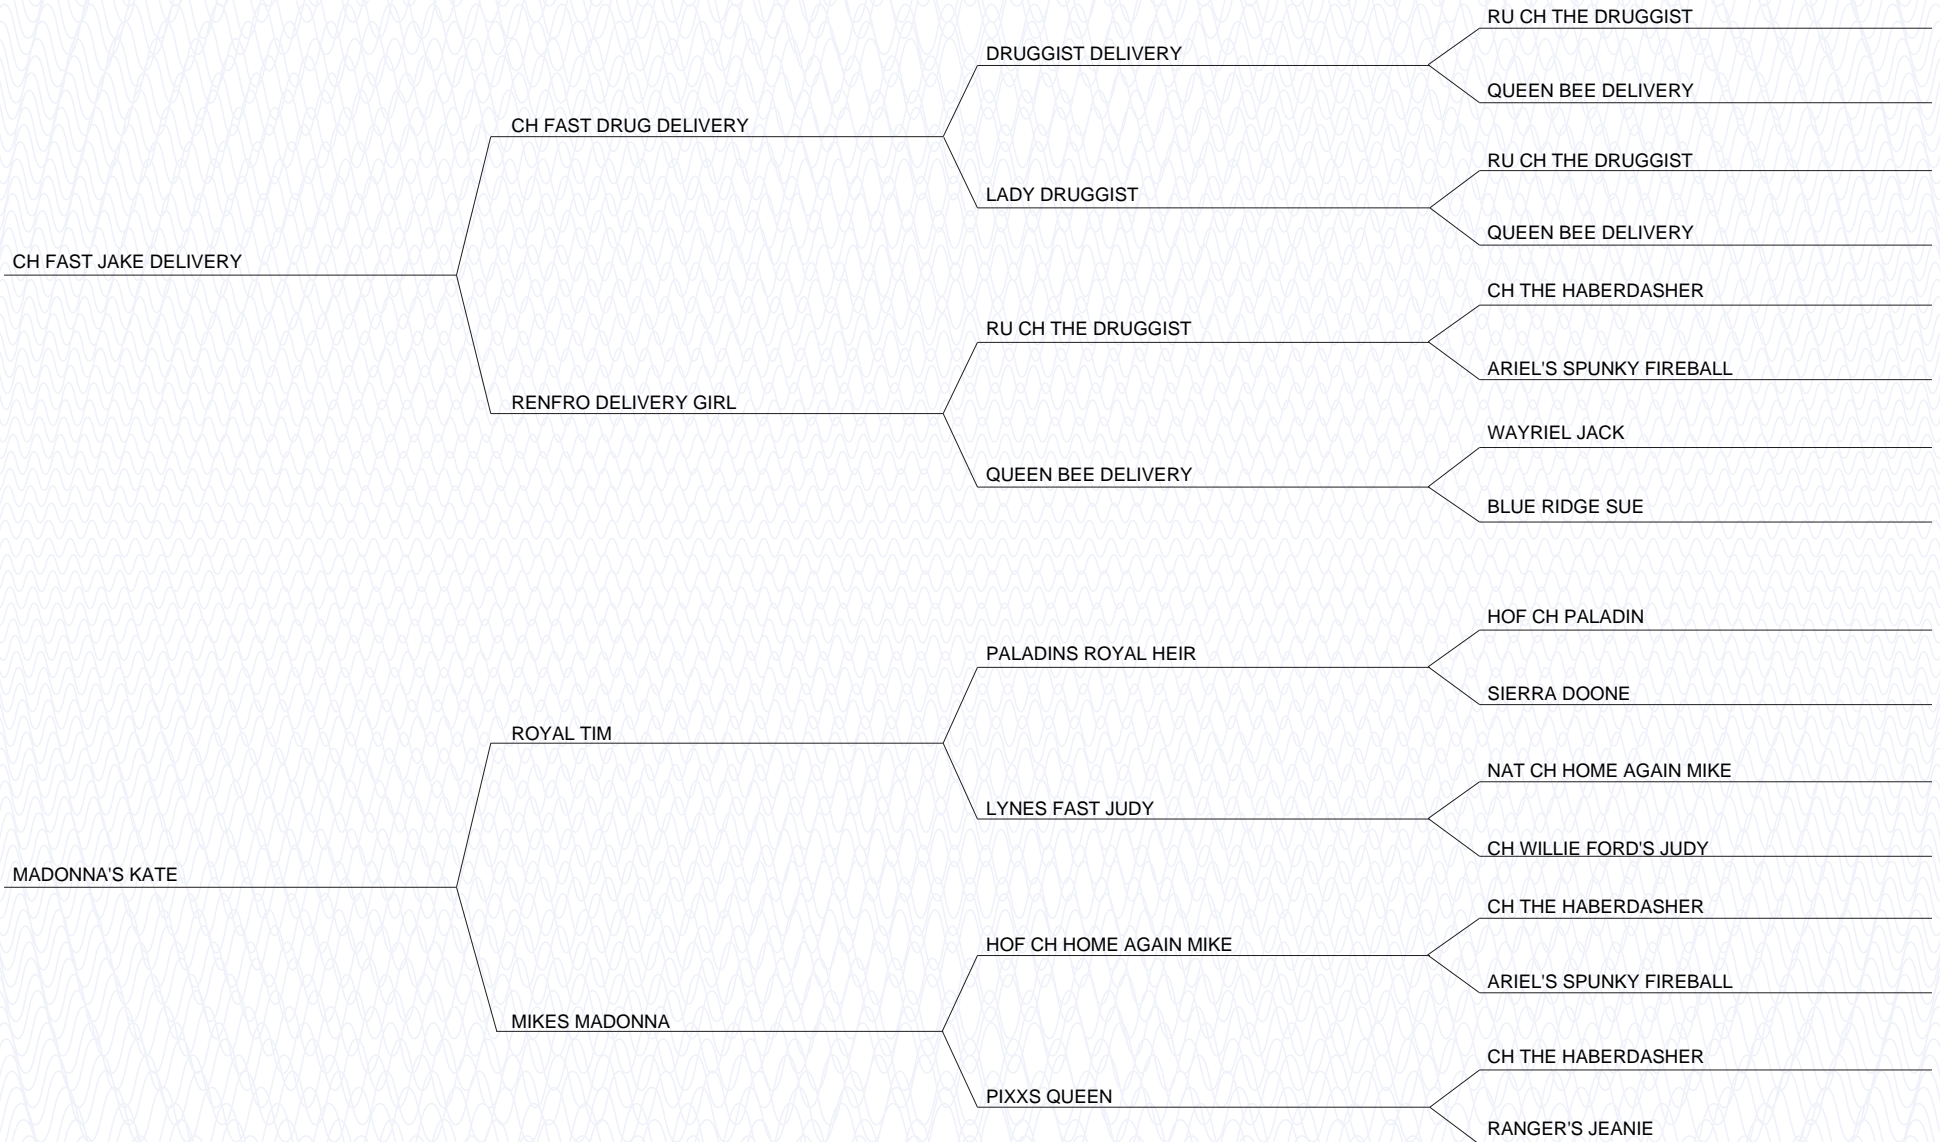 RU CH THE DRUGGIST
DRUGGIST DELIVERY
QUEEN BEE DELIVERY
CH FAST DRUG DELIVERY
RU CH THE DRUGGIST
LADY DRUGGIST
QUEEN BEE DELIVERY
CH FAST JAKE DELIVERY
CH THE HABERDASHER
RU CH THE DRUGGIST
ARIEL'S SPUNKY FIREBALL
RENFRO DELIVERY GIRL
WAYRIEL JACK
QUEEN BEE DELIVERY
BLUE RIDGE SUE
HOF CH PALADIN
PALADINS ROYAL HEIR
SIERRA DOONE
ROYAL TIM
NAT CH HOME AGAIN MIKE
LYNES FAST JUDY
CH WILLIE FORD'S JUDY
MADONNA'S KATE
CH THE HABERDASHER
HOF CH HOME AGAIN MIKE
ARIEL'S SPUNKY FIREBALL
MIKES MADONNA
CH THE HABERDASHER
PIXXS QUEEN
RANGER'S JEANIE